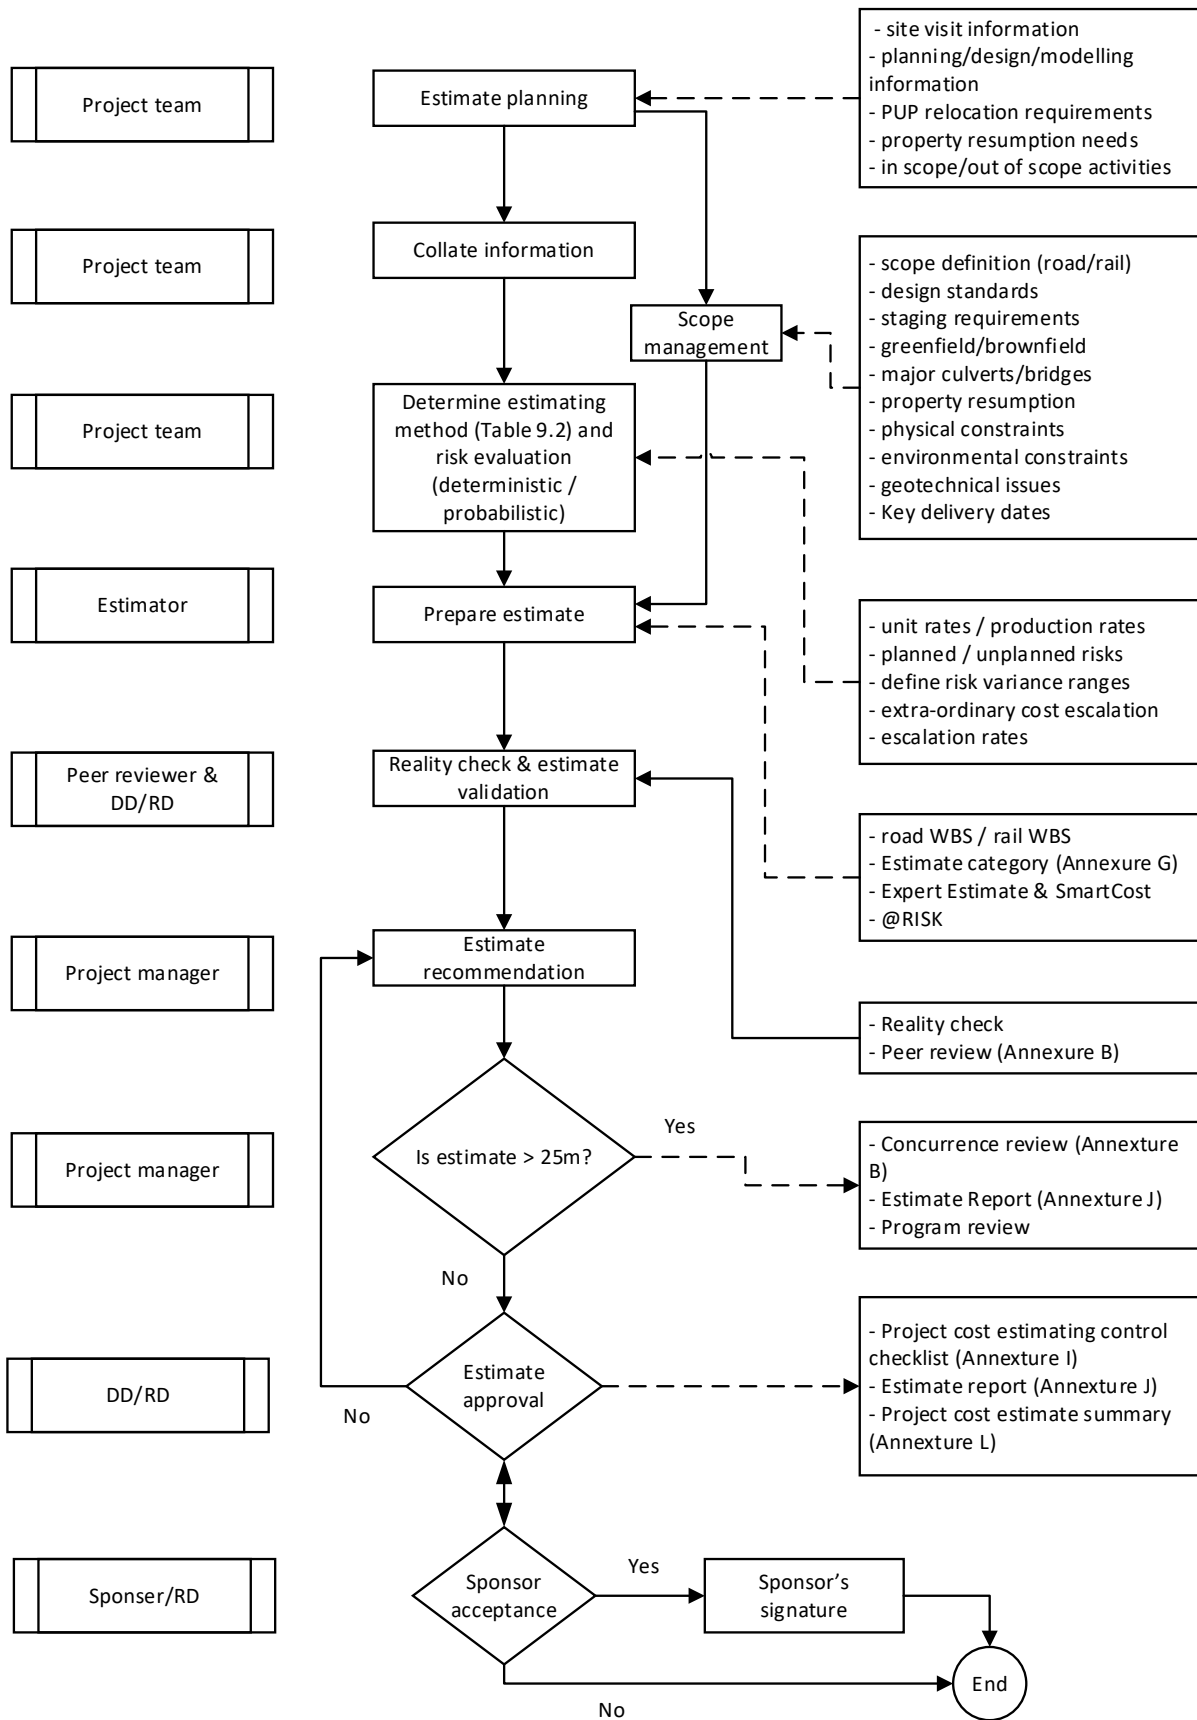 - site visit information
- planning/design/modelling
information
- PUP relocation requirements
- property resumption needs
- in scope/out of scope activities
Project team
Estimate planning
Project team
Collate information
- scope definition (road/rail)
- design standards
- staging requirements
- greenfield/brownfield
- major culverts/bridges
- property resumption
- physical constraints
- environmental constraints
- geotechnical issues
- Key delivery dates
Scope
management
Project team
Determine estimating
method (Table 9.2) and
risk evaluation
(deterministic /
probabilistic)
Estimator
Prepare estimate
- unit rates / production rates
- planned / unplanned risks
- define risk variance ranges
- extra-ordinary cost escalation
- escalation rates
Peer reviewer &
DD/RD
Reality check & estimate
validation
- road WBS / rail WBS
- Estimate category (Annexure G)
- Expert Estimate & SmartCost
- @RISK
Project manager
Estimate
recommendation
- Reality check
- Peer review (Annexure B)
Project manager
Is estimate > 25m?
Yes
- Concurrence review (Annexture
B)
- Estimate Report (Annexture J)
- Program review
No
DD/RD
Estimate
approval
No
- Project cost estimating control
checklist (Annexture I)
- Estimate report (Annexture J)
- Project cost estimate summary
(Annexture L)
Sponser/RD
Sponsor
acceptance
Yes
Sponsor’s
signature
No
End